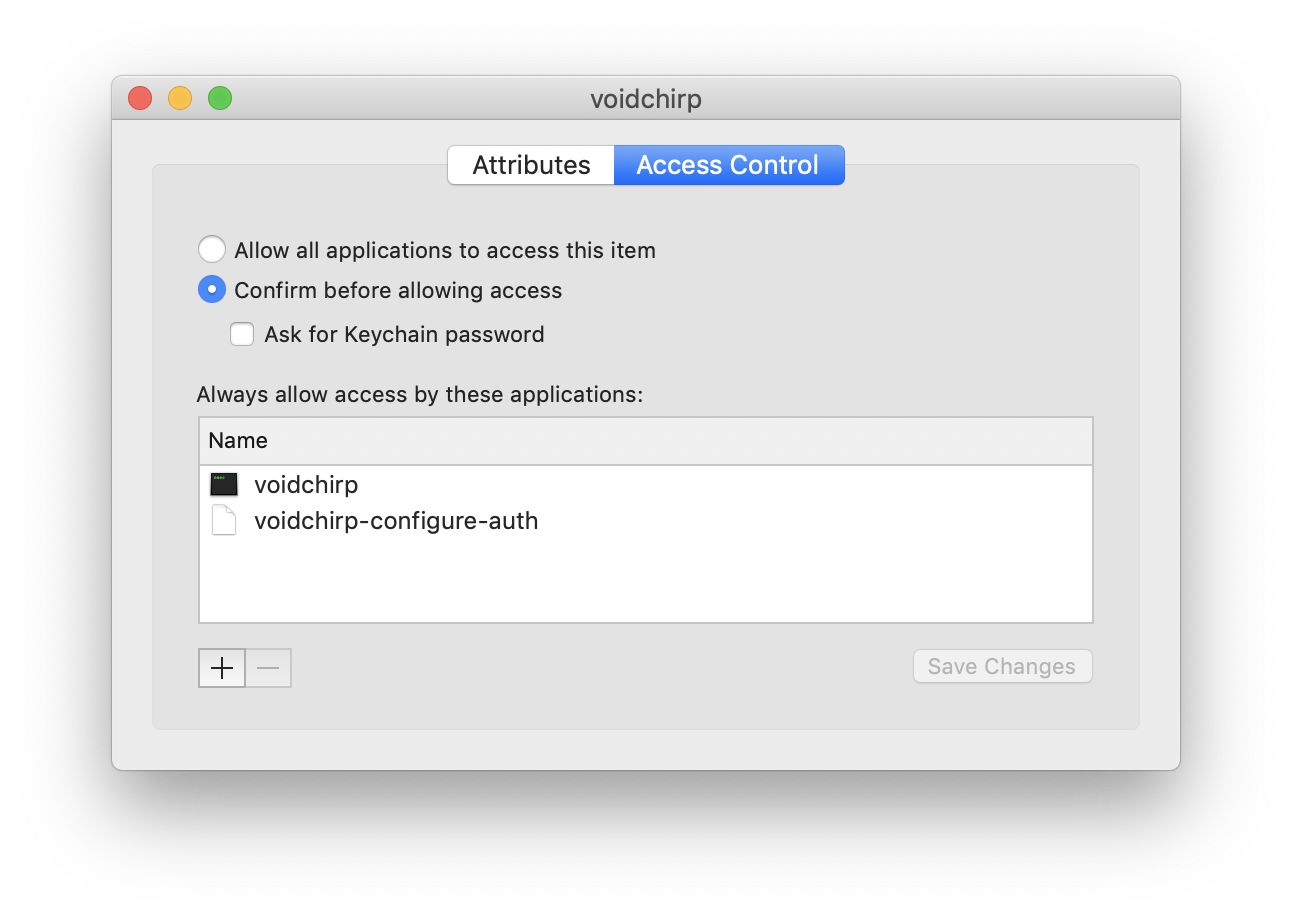 voidchirp
Attributes
Access Control
Allow all applications to access this item
Confirm before allowing access
Ask for Keychain password
Always allow access by these applications:
Name
voidchirp
voidchirp-configure-auth
Save Changes